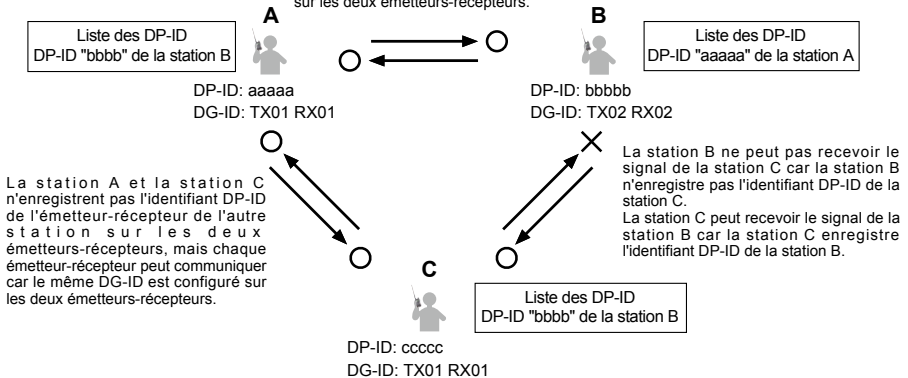 sur les deux émetteurs-récepteurs.
A
B
Liste des DP-ID
DP-ID "bbbb" de la station B
Liste des DP-ID
DP-ID "aaaaa" de la station A
DP-ID: aaaaa
DG-ID: TX01 RX01
DP-ID: bbbbb
DG-ID: TX02 RX02
La station A et la station C
n'enregistrent pas l'identifiant DP-ID
de l'émetteur-récepteur de l'autre
station sur les deux
émetteurs-récepteurs, mais chaque
émetteur-récepteur peut communiquer
car le même DG-ID est configuré sur
les deux émetteurs-récepteurs.
La station B ne peut pas recevoir le
signal de la station C car la station B
n'enregistre pas l'identifiant DP-ID de la
station C.
La station C peut recevoir le signal de la
station B car la station C enregistre
l'identifiant DP-ID de la station B.
C
Liste des DP-ID
DP-ID "bbbb" de la station B
DP-ID: ccccc
DG-ID: TX01 RX01